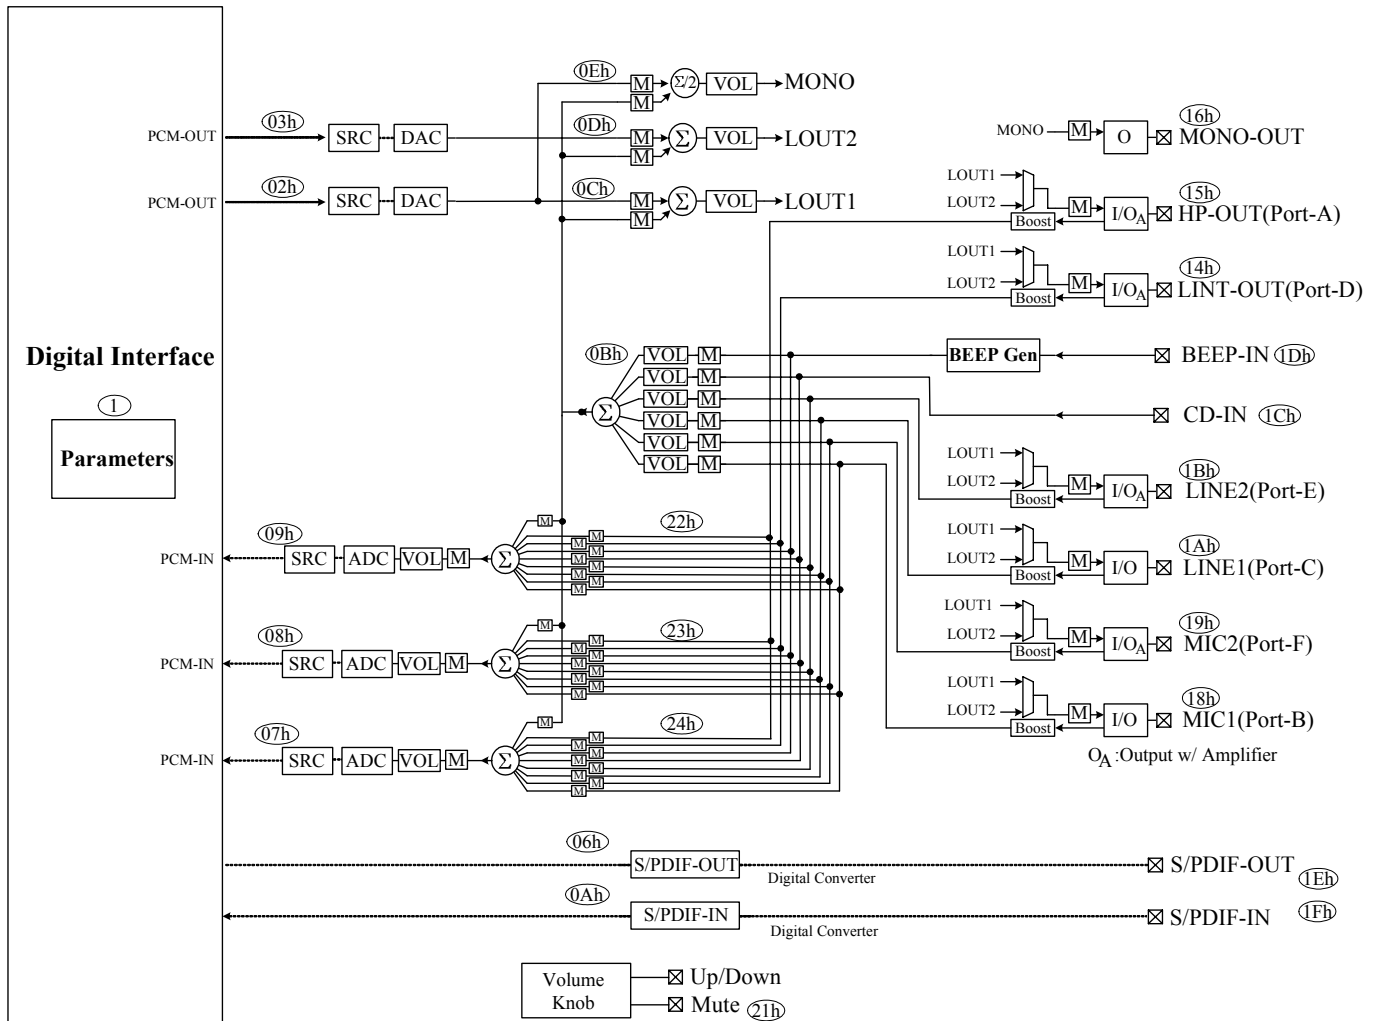 0Eh
M
Σ/2
VOL
MONO
M
PCM-OUT
03h
SRC
DAC
0Dh
M
Σ
VOL
LOUT2
M
MONO
M
O
16h
MONO-OUT
PCM-OUT
02h
SRC
DAC
0Ch
M
Σ
VOL
LOUT1
M
LOUT1
LOUT2
M
Boost
I/OA
15h
HP-OUT(Port-A)
LOUT1
LOUT2
M
Boost
I/OA
14h
LINT-OUT(Port-D)
Digital Interface
1
Parameters
0Bh
Σ
VOL M
VOL M
VOL M
VOL M
VOL M
VOL M
BEEP Gen
BEEP-IN 1Dh
CD-IN 1Ch
LOUT1
LOUT2
M
Boost
I/OA
1Bh
LINE2(Port-E)
LOUT1
LOUT2
M
Boost
I/O
1Ah
LINE1(Port-C)
LOUT1
LOUT2
M
Boost
I/OA
19h
MIC2(Port-F)
LOUT1
LOUT2
M
Boost
I/O
18h
MIC1(Port-B)
OA :Output w/ Amplifier
PCM-IN
09h
SRC
ADC
VOL
M
Σ
22h
M
M
M
M
M
M
M
M
M
PCM-IN
08h
SRC
ADC
VOL
M
Σ
23h
M
M
M
M
M
M
M
M
M
PCM-IN
07h
SRC
ADC
VOL
M
Σ
24h
M
M
M
M
M
M
M
M
M
06h
S/PDIF-OUT
Digital Converter
S/PDIF-OUT
1Eh
0Ah
S/PDIF-IN
Digital Converter
S/PDIF-IN
1Fh
Volume
Knob
Up/Down
Mute 21h